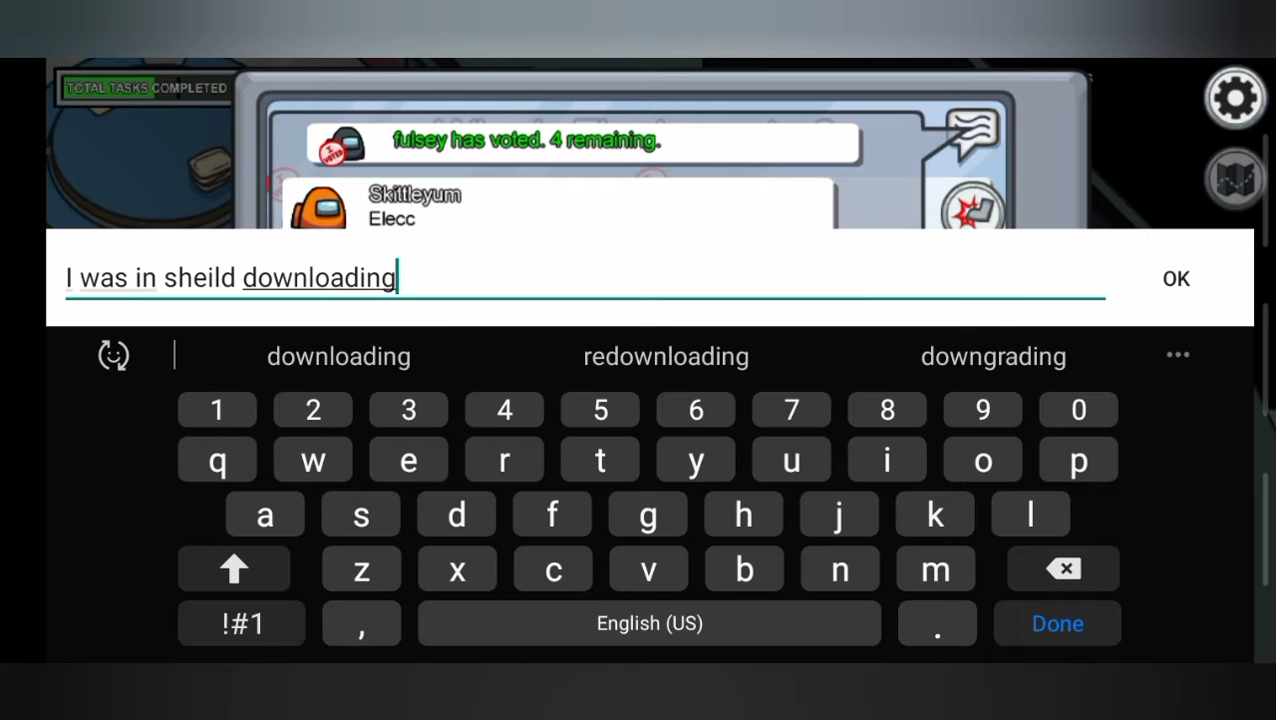 TOTAL TASKS COMPLETED
fulsey has voted. 4 remaining.
I VOTED
Skittleyum
Elecc
I was in sheild downloading
OK
downloading redownloading downgrading
1 2 3 4 5 6 7 8 9 0
q w e r t y u i o p
a s d f g h j k l
z x c v b n m
!#1 , English (US) . Done